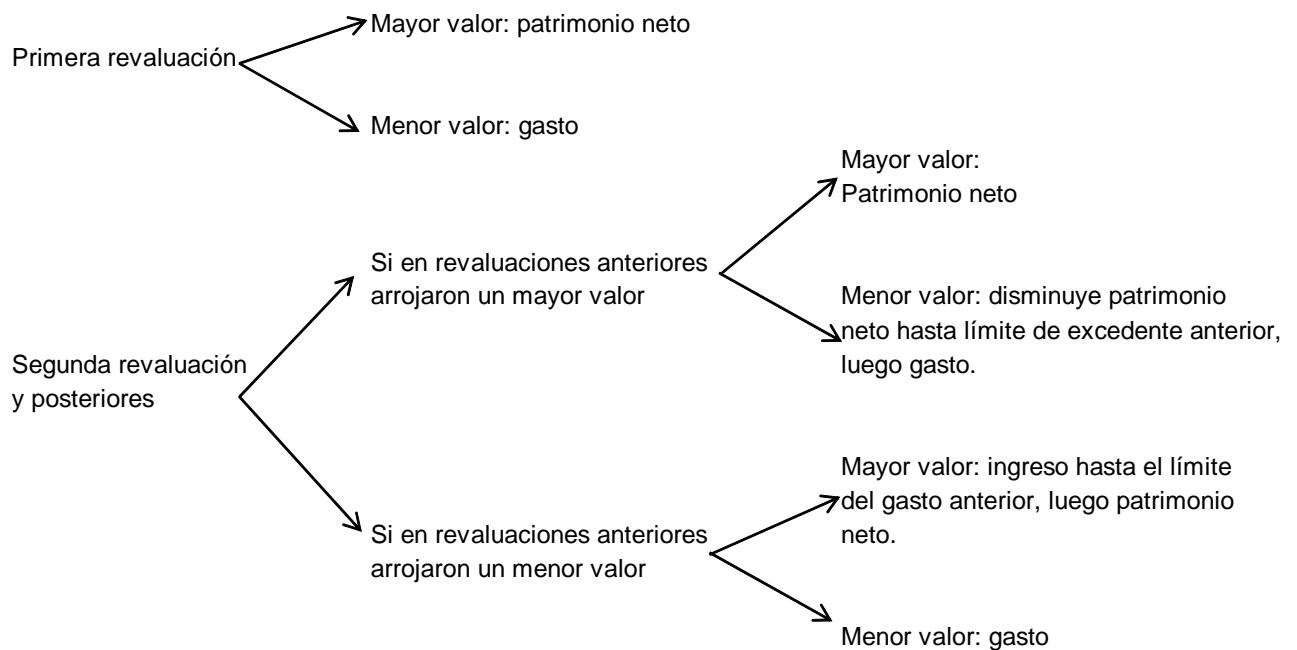 Primera revaluación
Mayor valor: patrimonio neto
Menor valor: gasto
Segunda revaluación
y posteriores
Si en revaluaciones anteriores
arrojaron un mayor valor
Mayor valor:
Patrimonio neto
Menor valor: disminuye patrimonio
neto hasta límite de excedente anterior,
luego gasto.
Si en revaluaciones anteriores
arrojaron un menor valor
Mayor valor: ingreso hasta el límite
del gasto anterior, luego patrimonio
neto.
Menor valor: gasto